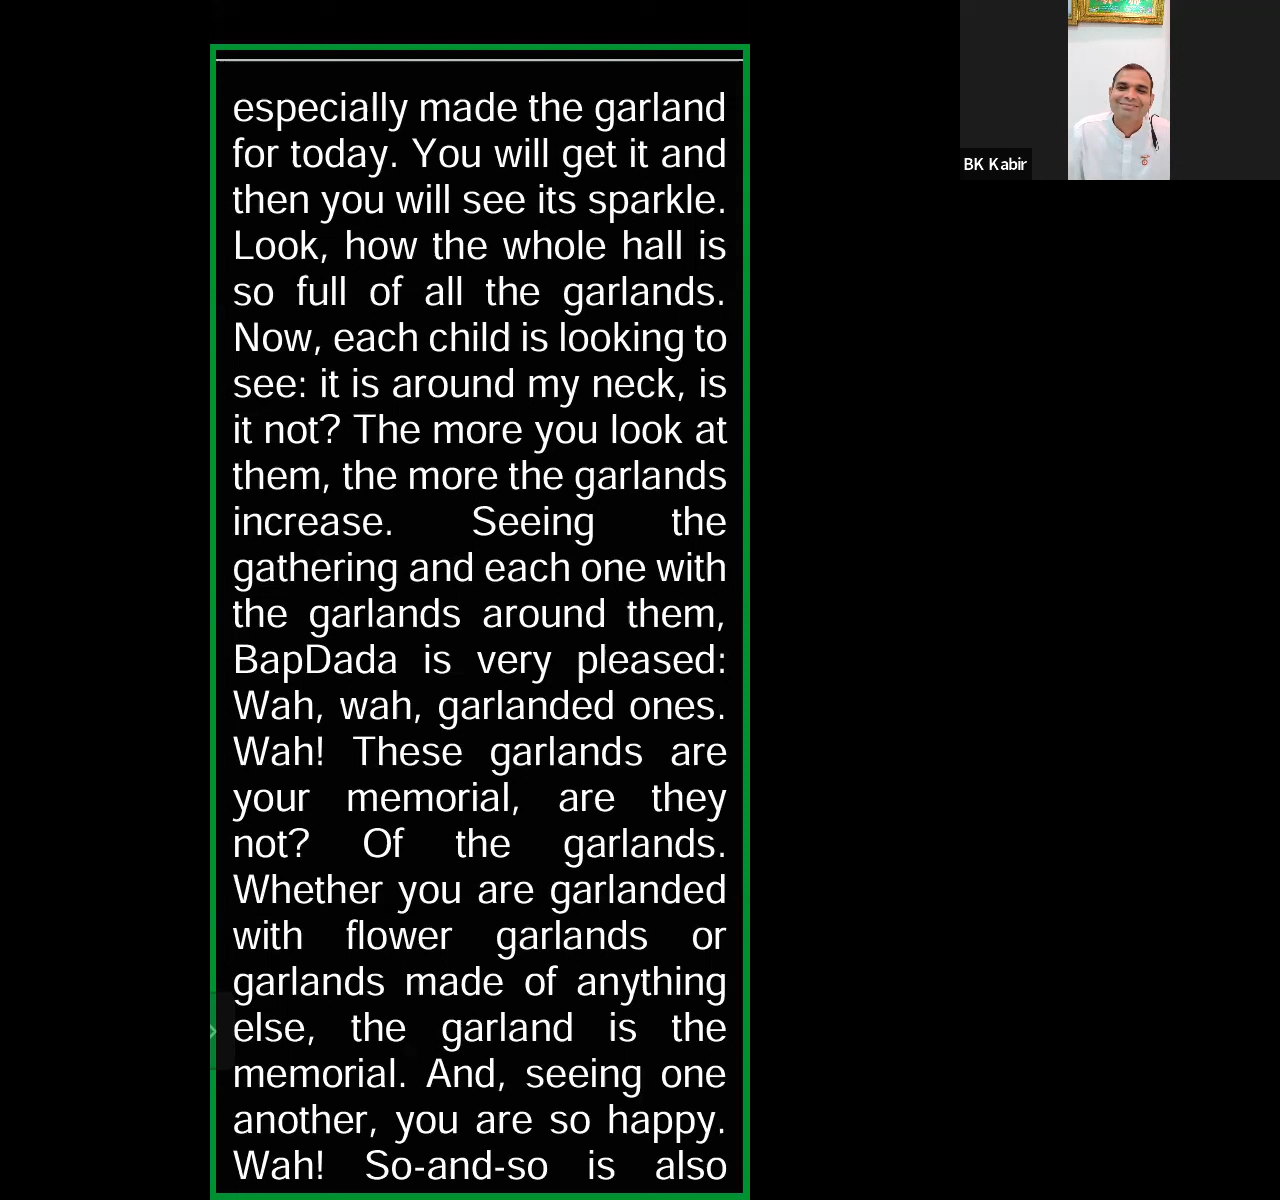 especially made the garland
for today. You will get it and
then you will see its sparkle.
Look, how the whole hall is
so full of all the garlands.
Now, each child is looking to
see: it is around my neck, is
it not? The more you look at
them, the more the garlands
increase. Seeing the
gathering and each one with
the garlands around them,
BapDada is very pleased:
Wah, wah, garlanded ones.
Wah! These garlands are
your memorial, are they
not? Of the garlands.
Whether you are garlanded
with flower garlands or
garlands made of anything
else, the garland is the
memorial. And, seeing one
another, you are so happy.
Wah! So-and-so is also
BK Kabir